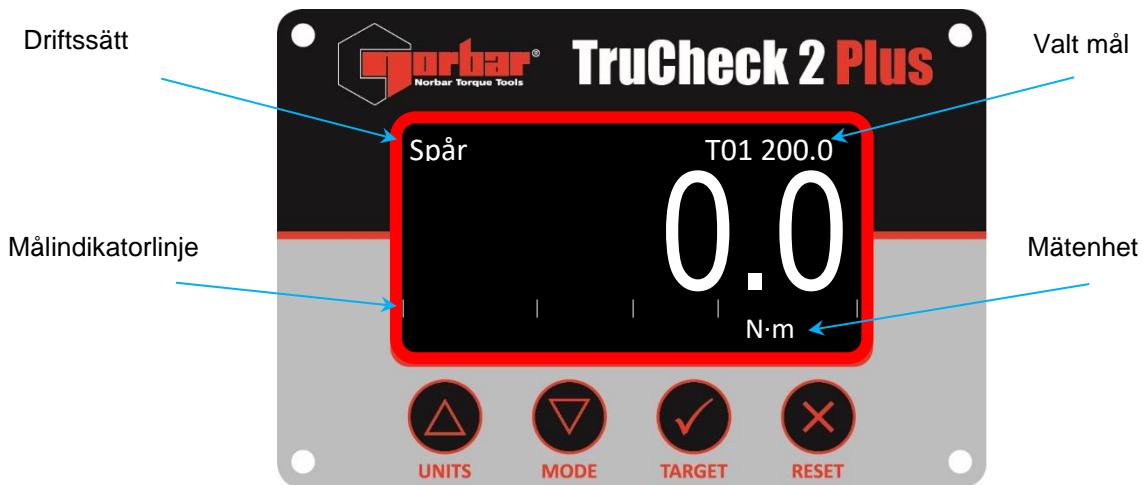 Driftssätt
Valt mål
norbar®
Norbar Torque Tools
TruCheck 2 Plus
Spår
T01 200.0
0.0
Målindikatorlinje
Mätenhet
N·m
UNITS
MODE
TARGET
RESET